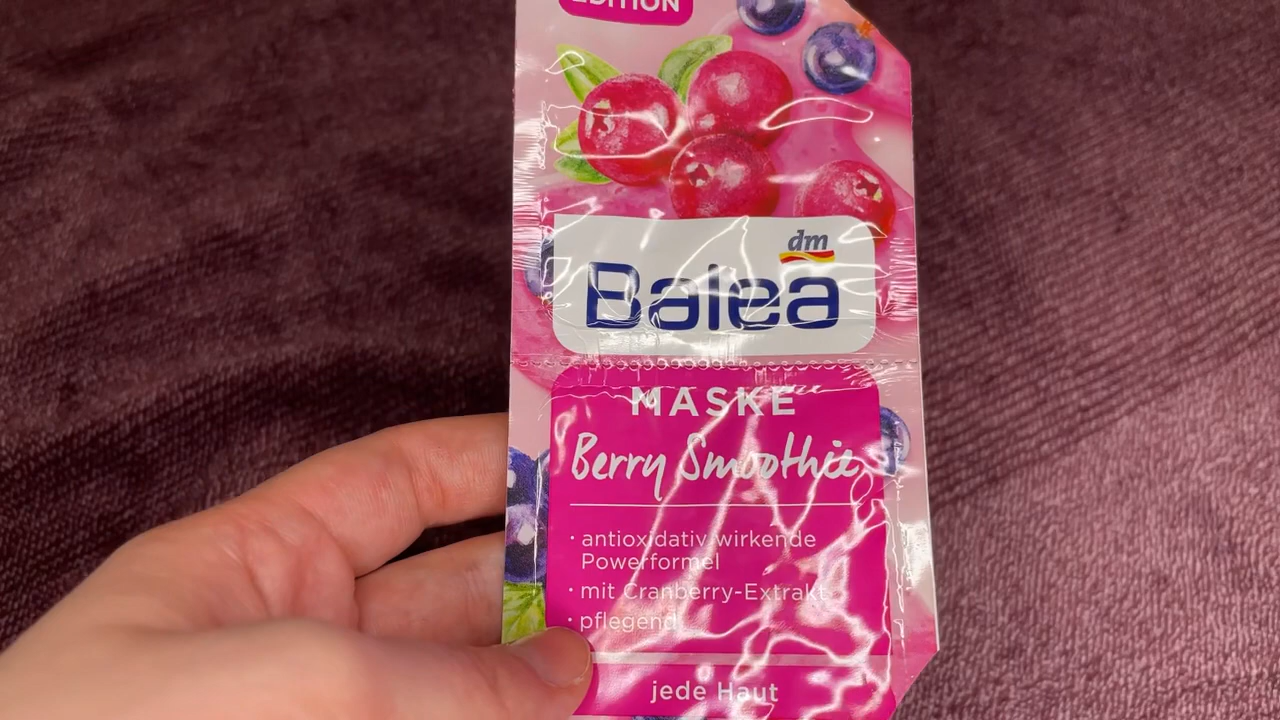 EDITION
dm
Balea
MASKE
Berry Smoothie
· antioxidativ wirkende
Powerformel
· mit Cranberry-Extrakt
· pflegend
jede Haut